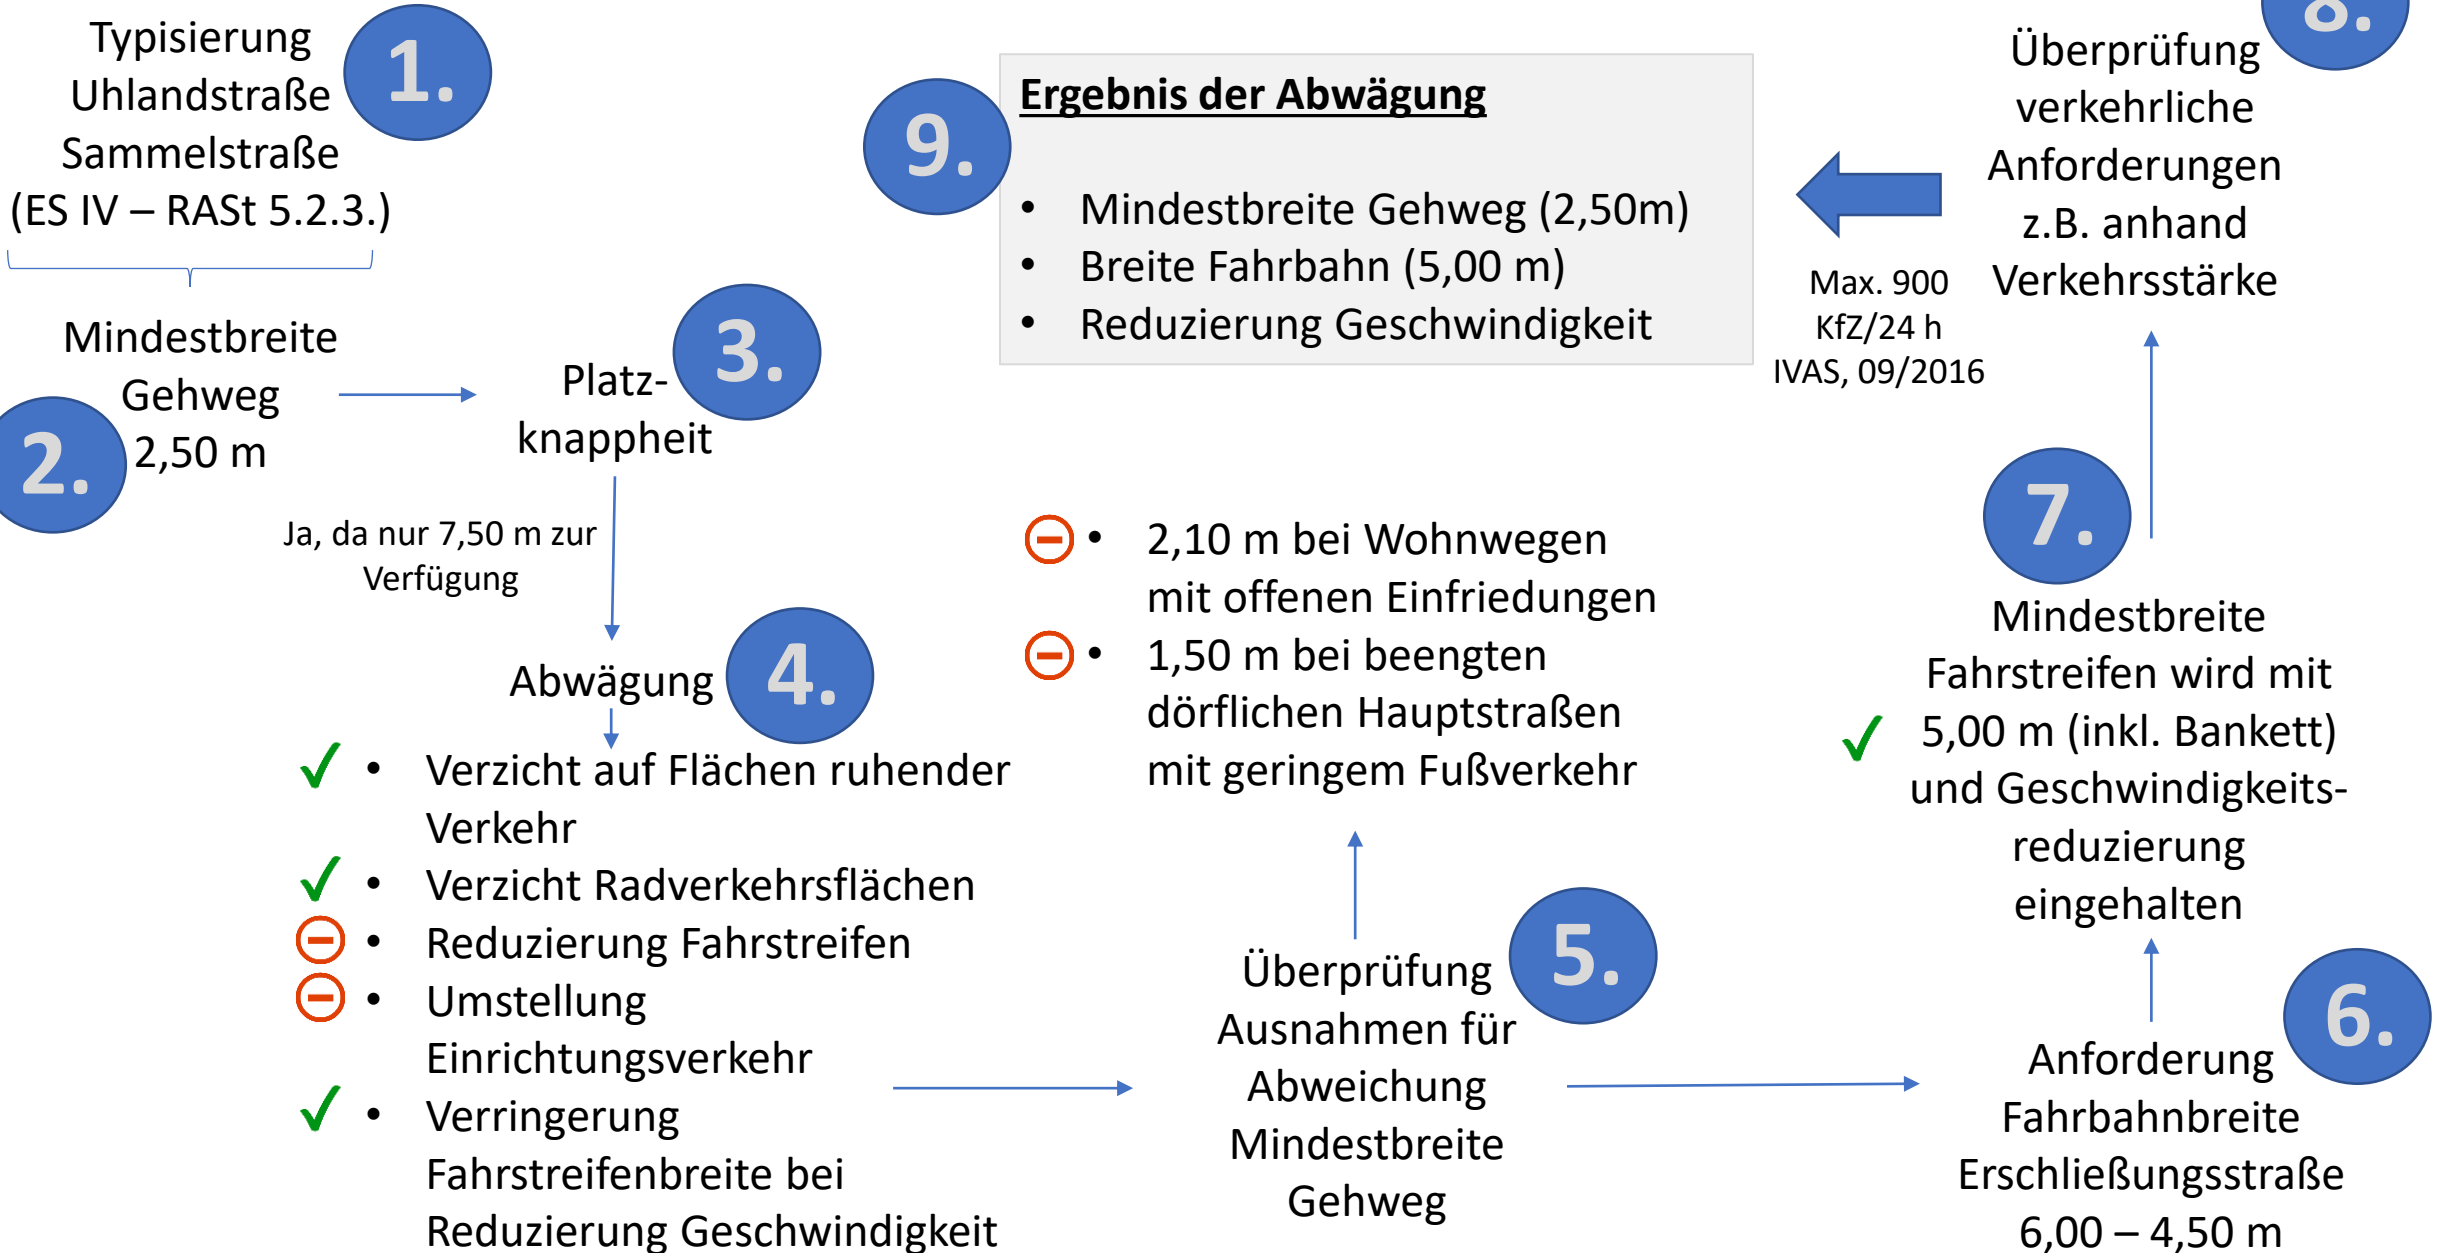 1.
Typisierung
Uhlandstraße
Sammelstraße
(ES IV – RASt 5.2.3.)
2.
Mindestbreite
Gehweg
2,50 m
3.
Platz-
knappheit
Ja, da nur 7,50 m zur
Verfügung
4.
Abwägung
• Verzicht auf Flächen ruhender
Verkehr
• Verzicht Radverkehrsflächen
• Reduzierung Fahrstreifen
• Umstellung
Einrichtungsverkehr
• Verringerung
Fahrstreifenbreite bei
Reduzierung Geschwindigkeit
5.
Überprüfung
Ausnahmen für
Abweichung
Mindestbreite
Gehweg
• 2,10 m bei Wohnwegen
mit offenen Einfriedungen
• 1,50 m bei beengten
dörflichen Hauptstraßen
mit geringem Fußverkehr
6.
Anforderung
Fahrbahnbreite
Erschließungsstraße
6,00 – 4,50 m
7.
Mindestbreite
Fahrstreifen wird mit
5,00 m (inkl. Bankett)
und Geschwindigkeits-
reduzierung
eingehalten
8.
Überprüfung
verkehrliche
Anforderungen
z.B. anhand
Verkehrsstärke
Max. 900
KfZ/24 h
IVAS, 09/2016
9.
Ergebnis der Abwägung
• Mindestbreite Gehweg (2,50m)
• Breite Fahrbahn (5,00 m)
• Reduzierung Geschwindigkeit